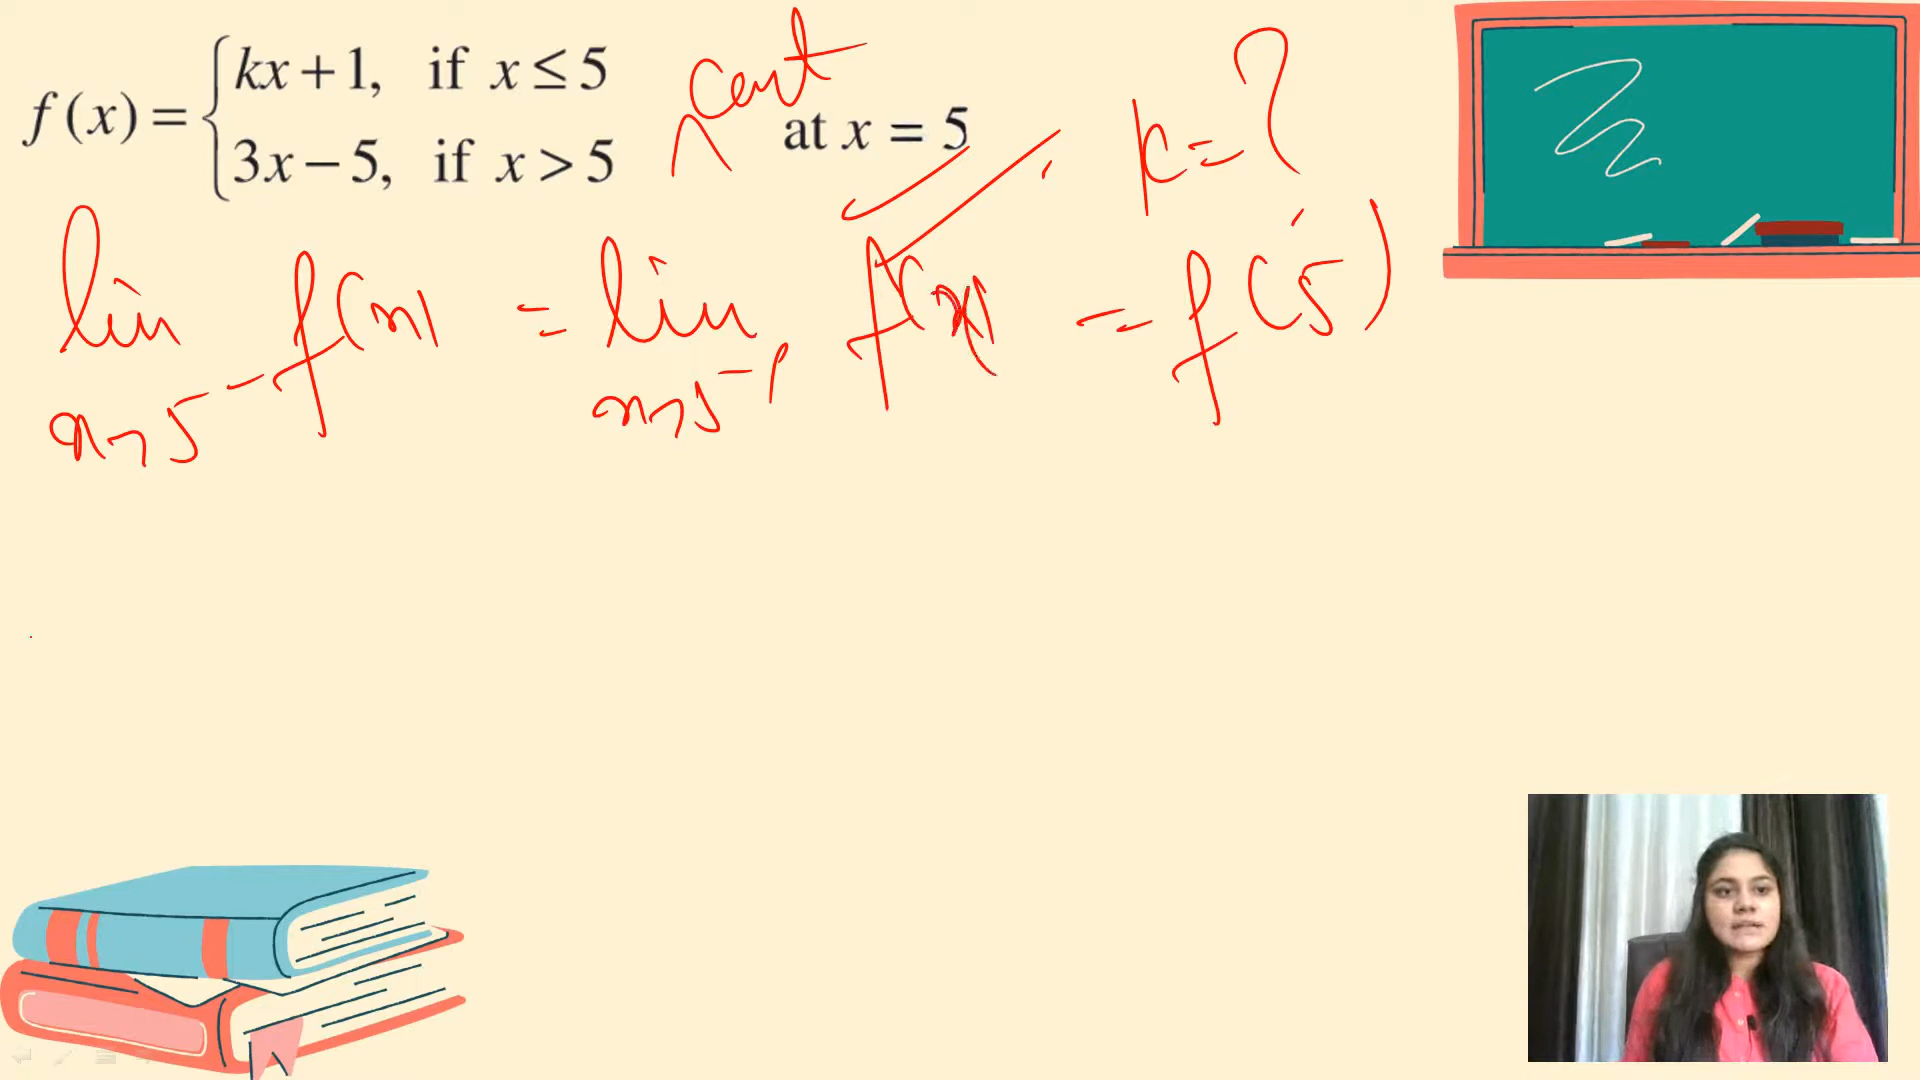 f(x) = { kx + 1, if x ≤ 5
3x − 5, if x > 5
cont at x = 5 . k = ?
lim x→5⁻ f(x) = lim x→5⁺ f(x) = f(5)